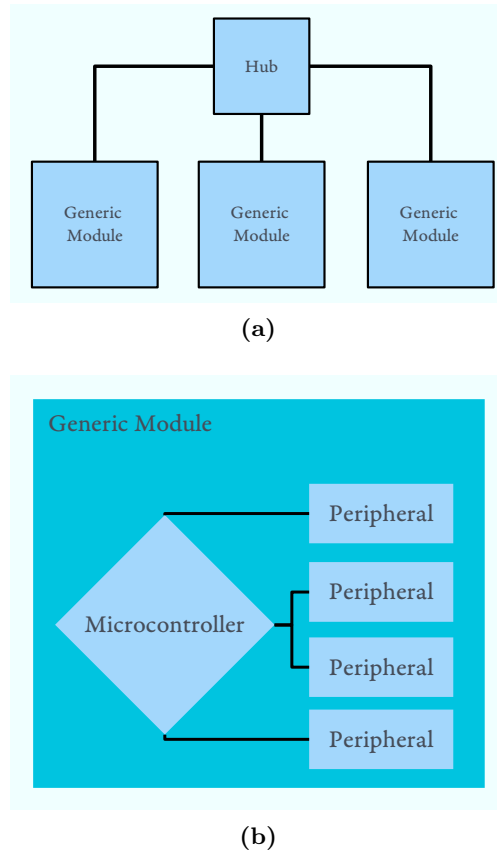 Hub
Generic
Module
Generic
Module
Generic
Module
(a)
Generic Module
Peripheral
Peripheral
Microcontroller
Peripheral
Peripheral
(b)